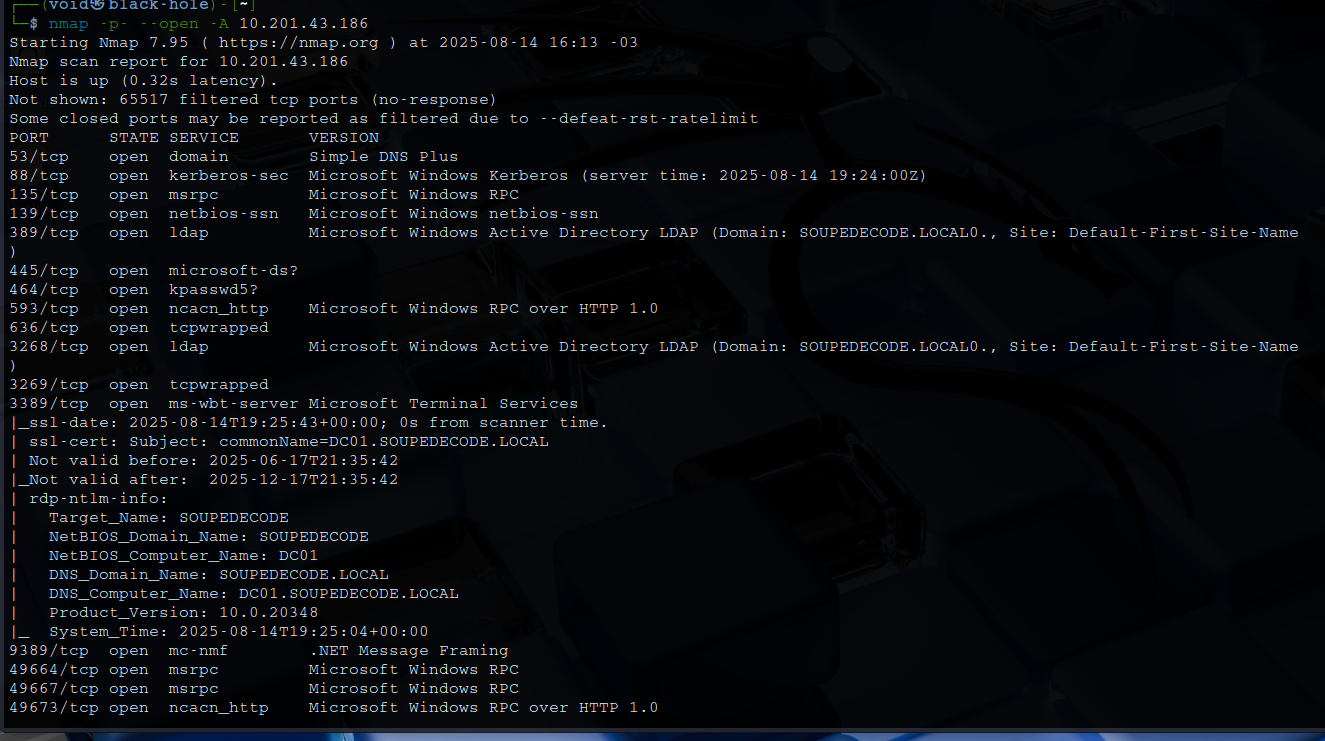 ┌──(void㉿black-hole)-[~]
└─$ nmap -p- --open -A 10.201.43.186
Starting Nmap 7.95 ( https://nmap.org ) at 2025-08-14 16:13 -03
Nmap scan report for 10.201.43.186
Host is up (0.32s latency).
Not shown: 65517 filtered tcp ports (no-response)
Some closed ports may be reported as filtered due to --defeat-rst-ratelimit
PORT      STATE SERVICE       VERSION
53/tcp    open  domain        Simple DNS Plus
88/tcp    open  kerberos-sec  Microsoft Windows Kerberos (server time: 2025-08-14 19:24:00Z)
135/tcp   open  msrpc         Microsoft Windows RPC
139/tcp   open  netbios-ssn   Microsoft Windows netbios-ssn
389/tcp   open  ldap          Microsoft Windows Active Directory LDAP (Domain: SOUPEDECODE.LOCAL0., Site: Default-First-Site-Name
)
445/tcp   open  microsoft-ds?
464/tcp   open  kpasswd5?
593/tcp   open  ncacn_http    Microsoft Windows RPC over HTTP 1.0
636/tcp   open  tcpwrapped
3268/tcp  open  ldap          Microsoft Windows Active Directory LDAP (Domain: SOUPEDECODE.LOCAL0., Site: Default-First-Site-Name
)
3269/tcp  open  tcpwrapped
3389/tcp  open  ms-wbt-server Microsoft Terminal Services
|_ssl-date: 2025-08-14T19:25:43+00:00; 0s from scanner time.
| ssl-cert: Subject: commonName=DC01.SOUPEDECODE.LOCAL
| Not valid before: 2025-06-17T21:35:42
|_Not valid after:  2025-12-17T21:35:42
| rdp-ntlm-info:
|   Target_Name: SOUPEDECODE
|   NetBIOS_Domain_Name: SOUPEDECODE
|   NetBIOS_Computer_Name: DC01
|   DNS_Domain_Name: SOUPEDECODE.LOCAL
|   DNS_Computer_Name: DC01.SOUPEDECODE.LOCAL
|   Product_Version: 10.0.20348
|_  System_Time: 2025-08-14T19:25:04+00:00
9389/tcp  open  mc-nmf        .NET Message Framing
49664/tcp open  msrpc         Microsoft Windows RPC
49667/tcp open  msrpc         Microsoft Windows RPC
49673/tcp open  ncacn_http    Microsoft Windows RPC over HTTP 1.0